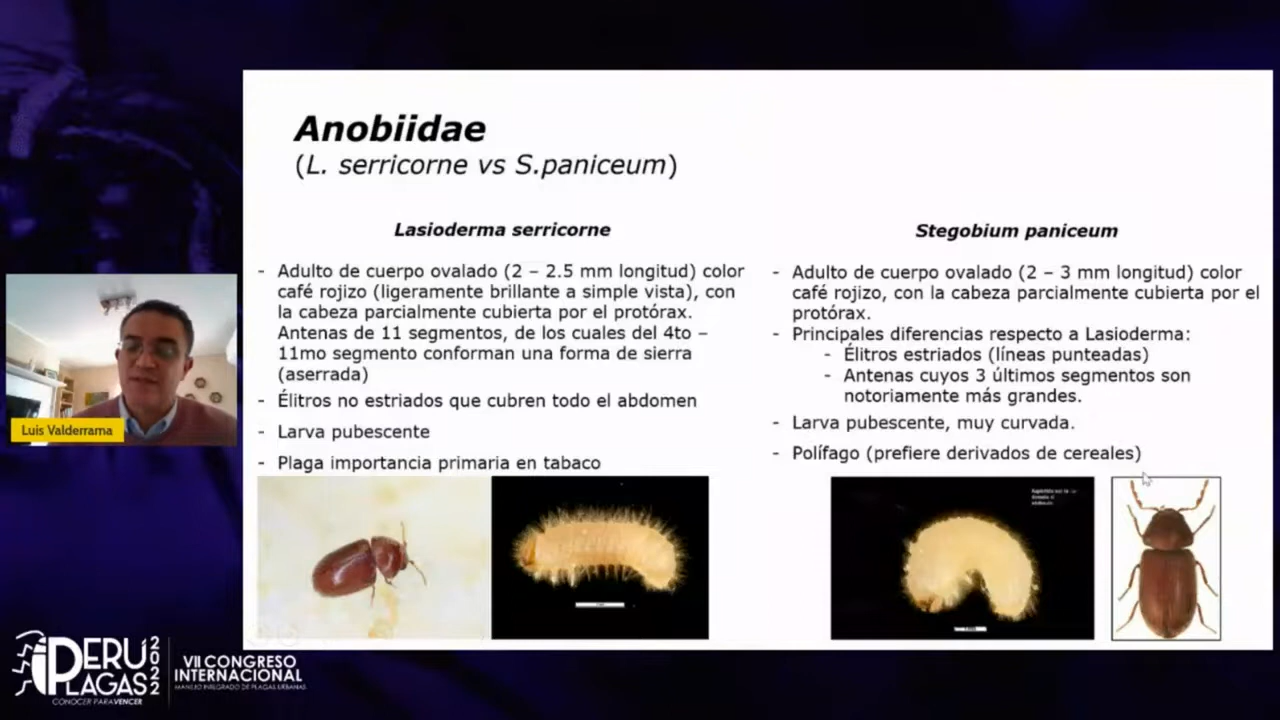 Anobiidae
(L. serricorne vs S.paniceum)
Lasioderma serricorne
- Adulto de cuerpo ovalado (2 – 2.5 mm longitud) color
café rojizo (ligeramente brillante a simple vista), con
la cabeza parcialmente cubierta por el protórax.
Antenas de 11 segmentos, de los cuales del 4to –
11mo segmento conforman una forma de sierra
(aserrada)
- Élitros no estriados que cubren todo el abdomen
- Larva pubescente
- Plaga importancia primaria en tabaco
Stegobium paniceum
- Adulto de cuerpo ovalado (2 – 3 mm longitud) color
café rojizo, con la cabeza parcialmente cubierta por el
protórax.
- Principales diferencias respecto a Lasioderma:
- Élitros estriados (líneas punteadas)
- Antenas cuyos 3 últimos segmentos son
notoriamente más grandes.
- Larva pubescente, muy curvada.
- Polífago (prefiere derivados de cereales)
Luis Valderrama
PERÚ
PLAGAS
2022
CONOCER PARA VENCER
VII CONGRESO
INTERNACIONAL
MANEJO INTEGRADO DE PLAGAS URBANAS